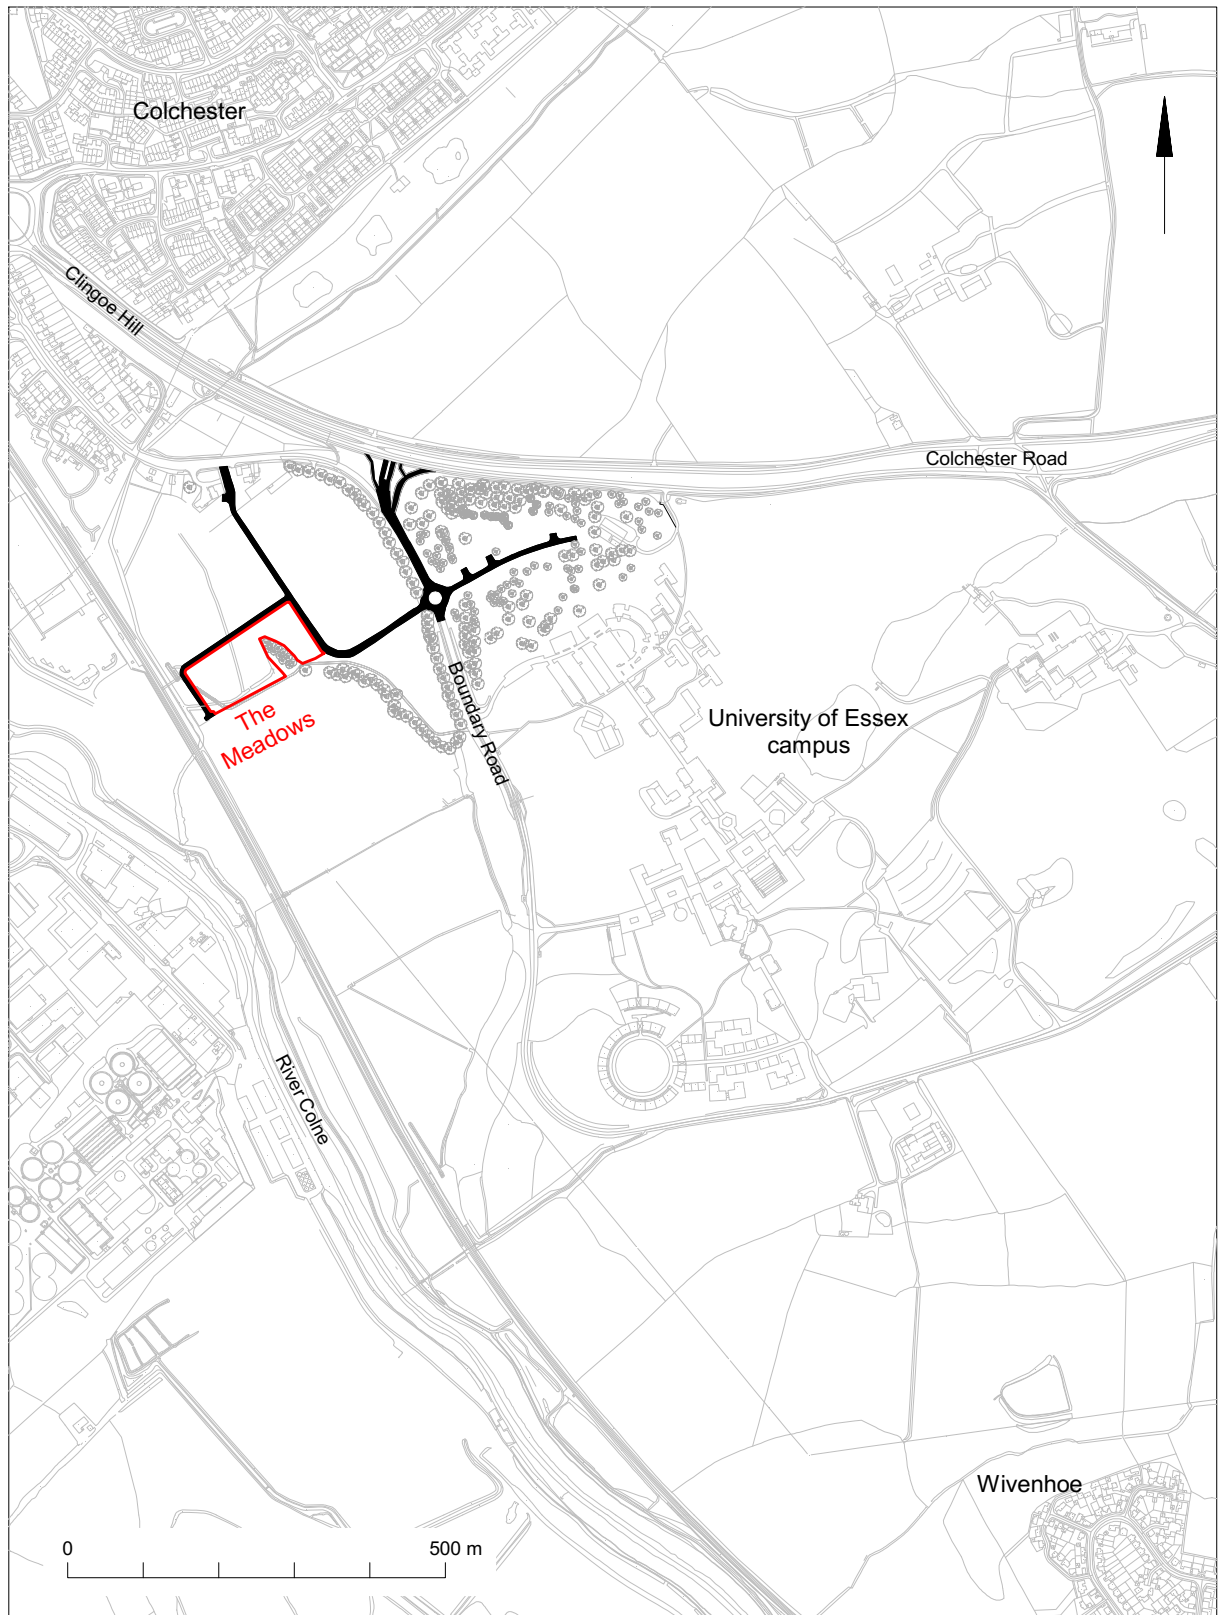 Colchester
Clingoe Hill
Colchester Road
Boundary Road
The
Meadows
University of Essex
campus
River Colne
Wivenhoe
0
500 m